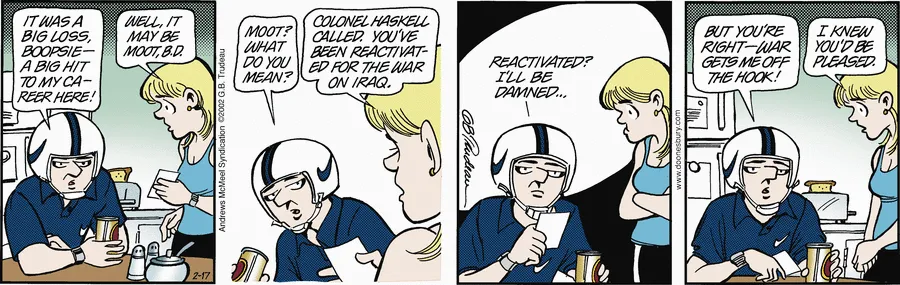 IT WAS A
BIG LOSS,
BOOPSIE—
A BIG HIT
TO MY CA-
REER HERE!
WELL, IT
MAY BE
MOOT, B.D.
2-17
Andrews McMeel Syndication ©2002 G.B. Trudeau
MOOT?
WHAT
DO YOU
MEAN?
COLONEL HASKELL
CALLED. YOU'VE
BEEN REACTIVAT-
ED FOR THE WAR
ON IRAQ.
REACTIVATED?
I'LL BE
DAMNED...
GBTrudeau
www.doonesbury.com
BUT YOU'RE
RIGHT—WAR
GETS ME OFF
THE HOOK!
I KNEW
YOU'D BE
PLEASED.